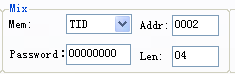 Mix
Mem: TID Addr: 0002
Password: 00000000 Len: 04